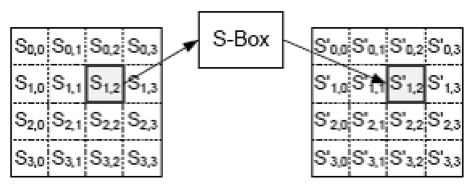 S-Box
S0,0 S0,1 S0,2 S0,3
S1,0 S1,1 S1,2 S1,3
S2,0 S2,1 S2,2 S2,3
S3,0 S3,1 S3,2 S3,3
S'0,0 S'0,1 S'0,2 S'0,3
S'1,0 S'1,1 S'1,2 S'1,3
S'2,0 S'2,1 S'2,2 S'2,3
S'3,0 S'3,1 S'3,2 S'3,3